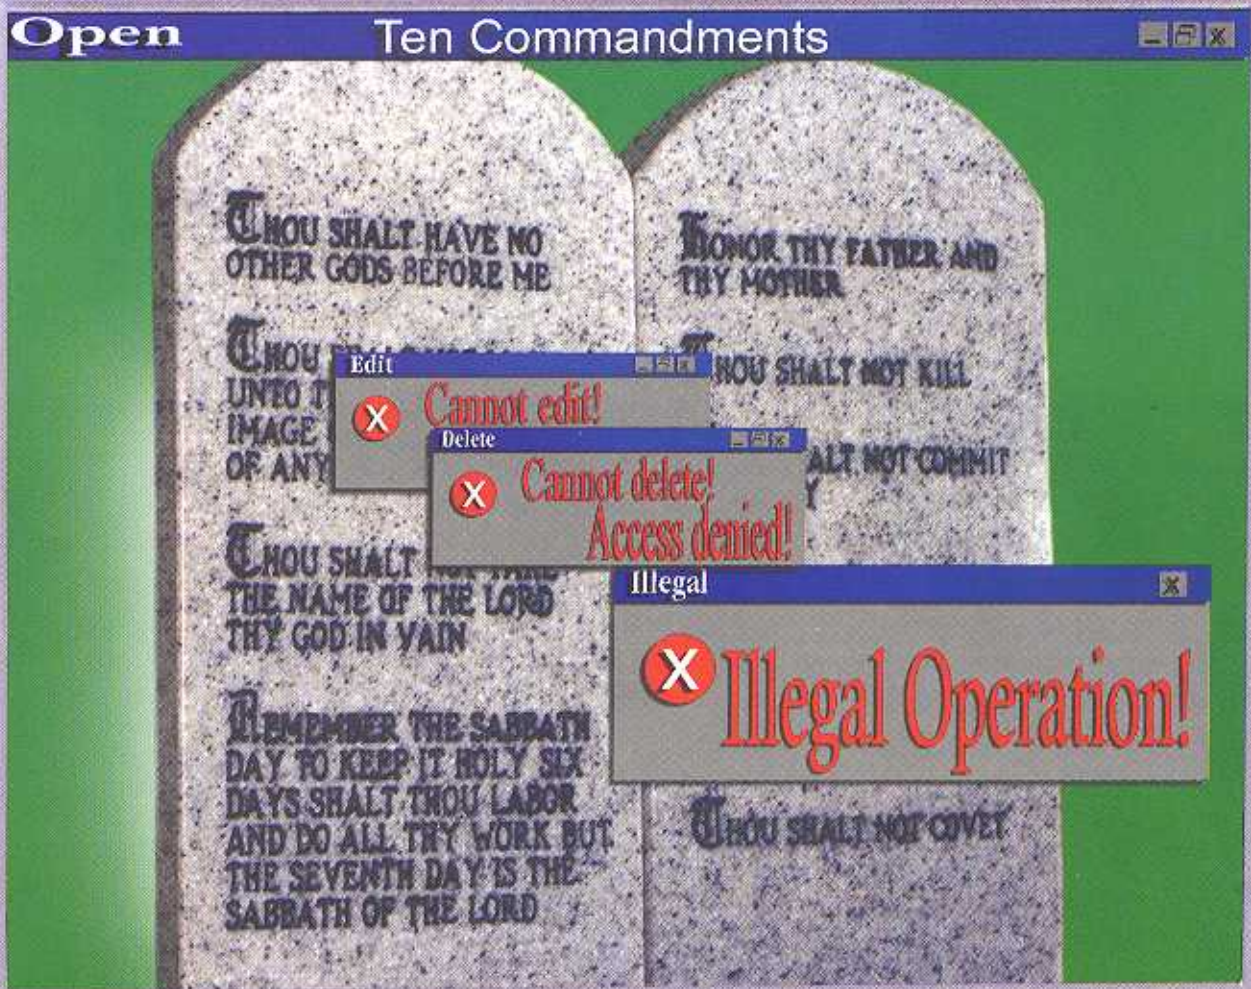 Open
Ten Commandments
THOU SHALT HAVE NO
OTHER GODS BEFORE ME
THOU
UNTO
IMAGE
OF ANY
THOU SHALT NOT TAKE
THE NAME OF THE LORD
THY GOD IN VAIN
REMEMBER THE SABBATH
DAY TO KEEP IT HOLY SIX
DAYS SHALT THOU LABOR
AND DO ALL THY WORK BUT
THE SEVENTH DAY IS THE
SABBATH OF THE LORD
HONOR THY FATHER AND
THY MOTHER
THOU SHALT NOT KILL
ALT NOT COMMIT
Y
THOU SHALT NOT COVET
Edit
Cannot edit!
Delete
Cannot delete!
Access denied!
Illegal
Illegal Operation!